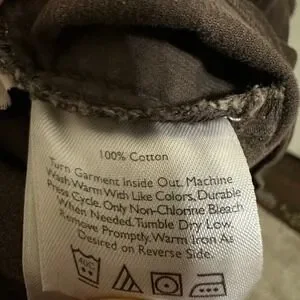 100% Cotton
Turn Garment Inside Out. Machine
Wash Warm With Like Colors, Durable
Press Cycle. Only Non-Chlorine Bleach
When Needed. Tumble Dry Low.
Remove Promptly. Warm Iron As
Desired on Reverse Side.
40C